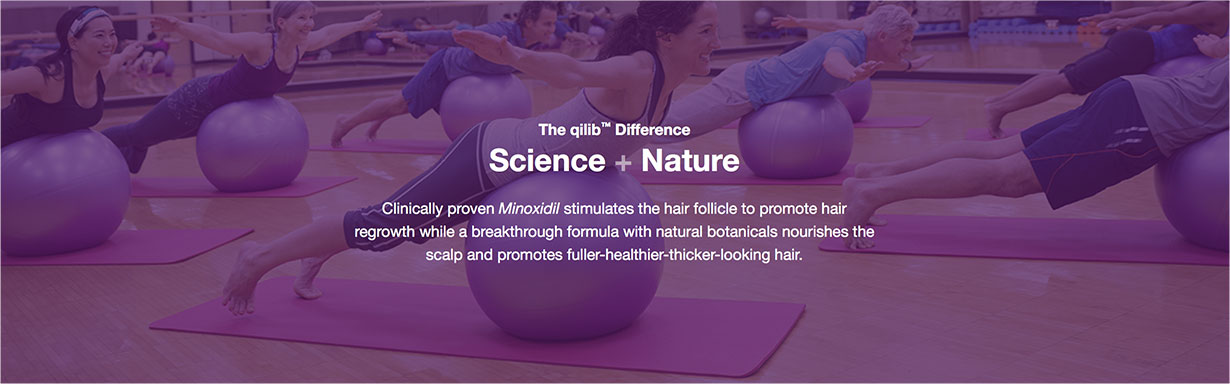 The qilib™ Difference
Science + Nature
Clinically proven Minoxidil stimulates the hair follicle to promote hair
regrowth while a breakthrough formula with natural botanicals nourishes the
scalp and promotes fuller-healthier-thicker-looking hair.